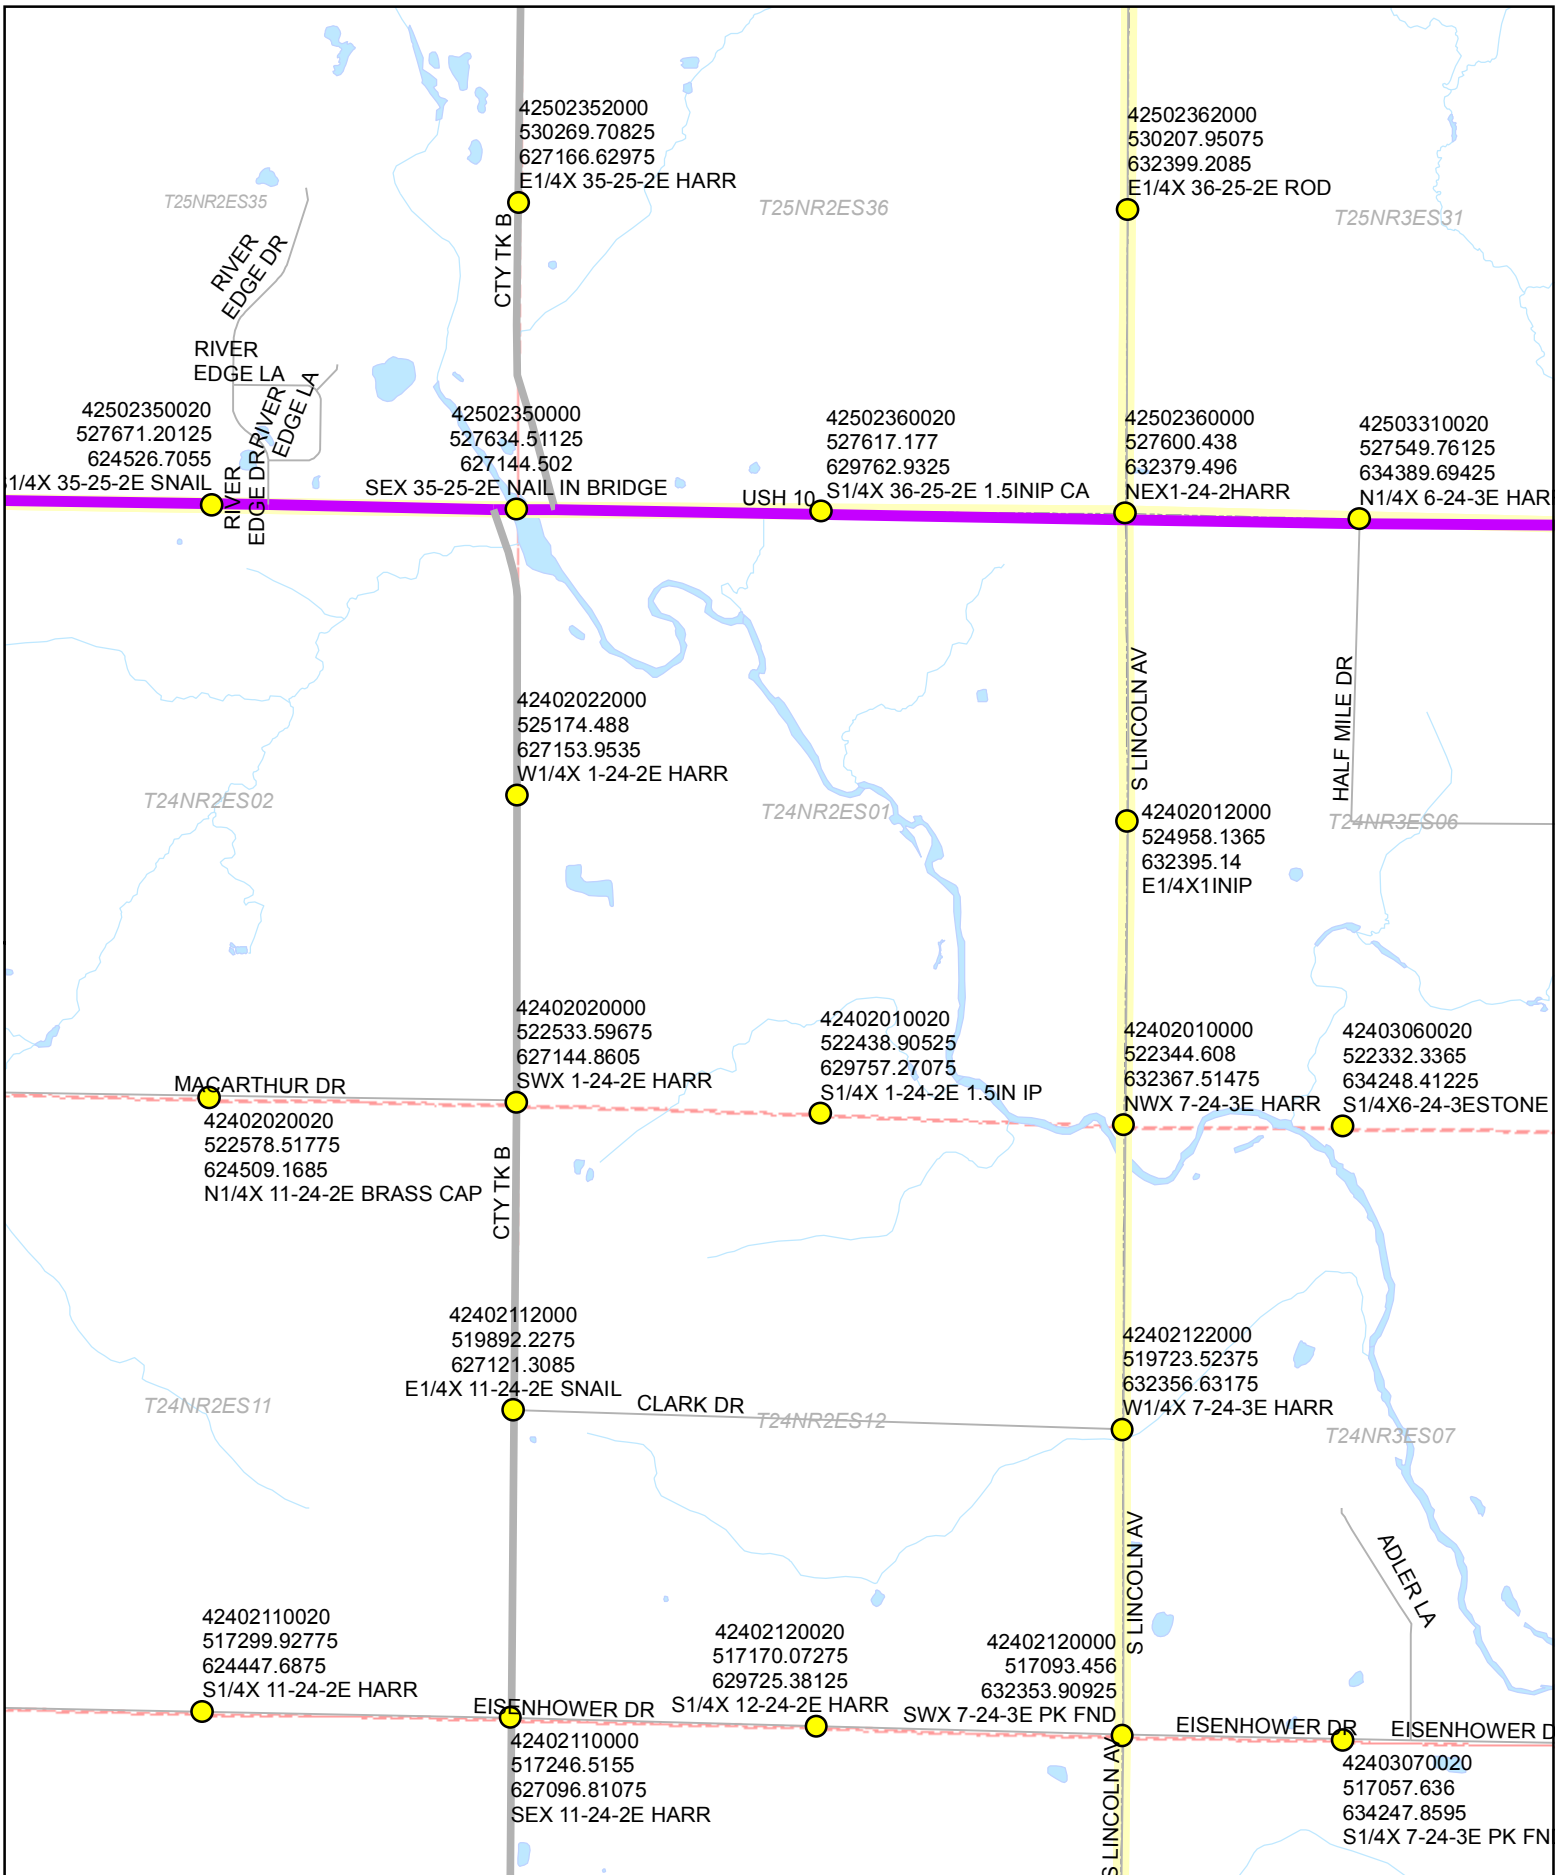 42502352000
530269.70825
627166.62975
E1/4X 35-25-2E HARR
42502362000
530207.95075
632399.2085
E1/4X 36-25-2E ROD
T25NR2ES35
T25NR2ES36
T25NR3ES31
CTY TK B
RIVER
EDGE DR
RIVER
EDGE LA
RIVER
EDGE LA
42502350020
527671.20125
624526.7055
1/4X 35-25-2E SNAIL
RIVER
EDGE DR
42502350000
527634.51125
627144.502
SEX 35-25-2E NAIL IN BRIDGE
USH 10
42502360020
527617.177
629762.9325
S1/4X 36-25-2E 1.5INIP CA
42502360000
527600.438
632379.496
NEX1-24-2HARR
42503310020
527549.76125
634389.69425
N1/4X 6-24-3E HAR
42402022000
525174.488
627153.9535
W1/4X 1-24-2E HARR
S LINCOLN AV
HALF MILE DR
T24NR2ES02
T24NR2ES01
T24NR3ES06
42402012000
524958.1365
632395.14
E1/4X1INIP
42402020000
522533.59675
627144.8605
SWX 1-24-2E HARR
42402010020
522438.90525
629757.27075
S1/4X 1-24-2E 1.5IN IP
42402010000
522344.608
632367.51475
NWX 7-24-3E HARR
42403060020
522332.3365
634248.41225
S1/4X6-24-3ESTONE
MACARTHUR DR
42402020020
522578.51775
624509.1685
N1/4X 11-24-2E BRASS CAP
CTY TK B
42402112000
519892.2275
627121.3085
E1/4X 11-24-2E SNAIL
42402122000
519723.52375
632356.63175
W1/4X 7-24-3E HARR
CLARK DR
T24NR2ES11
T24NR2ES12
T24NR3ES07
S LINCOLN AV
ADLER LA
42402110020
517299.92775
624447.6875
S1/4X 11-24-2E HARR
42402120020
517170.07275
629725.38125
S1/4X 12-24-2E HARR
42402120000
517093.456
632353.90925
SWX 7-24-3E PK FND
EISENHOWER DR
EISENHOWER DR
EISENHOWER D
42402110000
517246.5155
627096.81075
SEX 11-24-2E HARR
S LINCOLN AV
42403070020
517057.636
634247.8595
S1/4X 7-24-3E PK FN